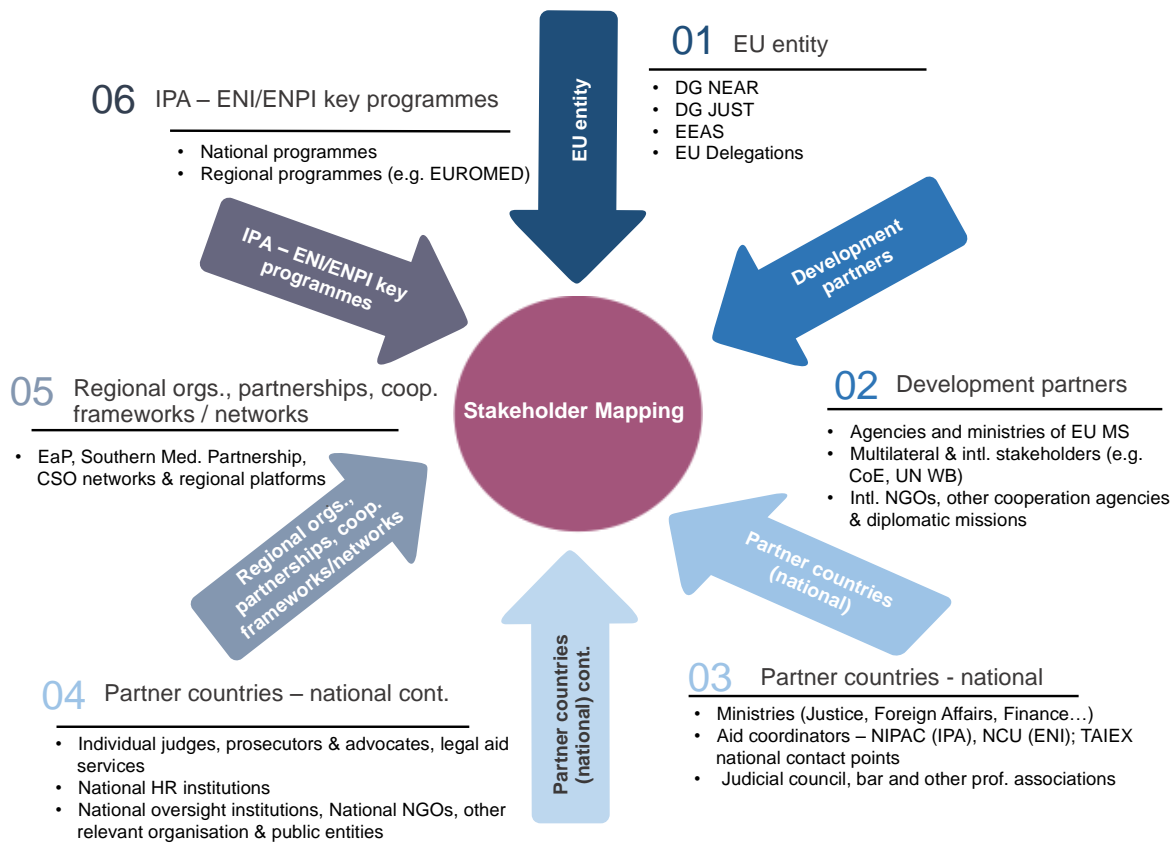 01 EU entity
• DG NEAR
• DG JUST
• EEAS
• EU Delegations
EU entity
06 IPA – ENI/ENPI key programmes
• National programmes
• Regional programmes (e.g. EUROMED)
IPA – ENI/ENPI key
programmes
Development
partners
Stakeholder Mapping
05 Regional orgs., partnerships, coop.
frameworks / networks
• EaP, Southern Med. Partnership,
CSO networks & regional platforms
02 Development partners
• Agencies and ministries of EU MS
• Multilateral & intl. stakeholders (e.g.
CoE, UN WB)
• Intl. NGOs, other cooperation agencies
& diplomatic missions
Regional orgs.,
partnerships, coop.
frameworks/networks
Partner countries
(national)
Partner countries
(national) cont.
04 Partner countries – national cont.
• Individual judges, prosecutors & advocates, legal aid
services
• National HR institutions
• National oversight institutions, National NGOs, other
relevant organisation & public entities
03 Partner countries - national
• Ministries (Justice, Foreign Affairs, Finance…)
• Aid coordinators – NIPAC (IPA), NCU (ENI); TAIEX
national contact points
• Judicial council, bar and other prof. associations